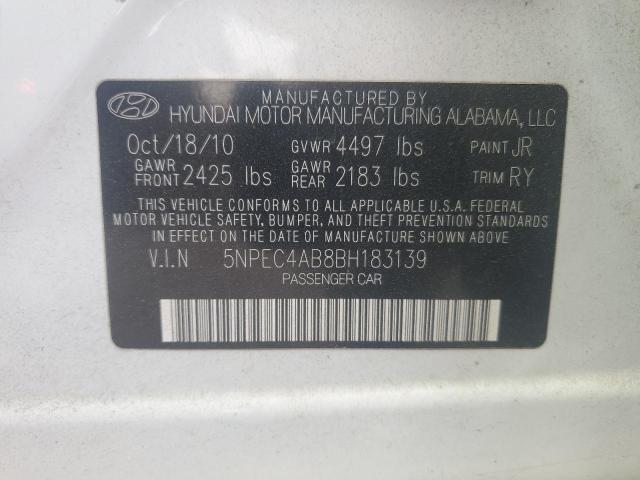 MANUFACTURED BY
HYUNDAI MOTOR MANUFACTURING ALABAMA, LLC
Oct/18/10 GVWR 4497 lbs PAINT JR
GAWR FRONT 2425 lbs GAWR REAR 2183 lbs TRIM RY
THIS VEHICLE CONFORMS TO ALL APPLICABLE U.S.A. FEDERAL
MOTOR VEHICLE SAFETY, BUMPER, AND THEFT PREVENTION STANDARDS
IN EFFECT ON THE DATE OF MANUFACTURE SHOWN ABOVE
V.I.N 5NPEC4AB8BH183139
PASSENGER CAR